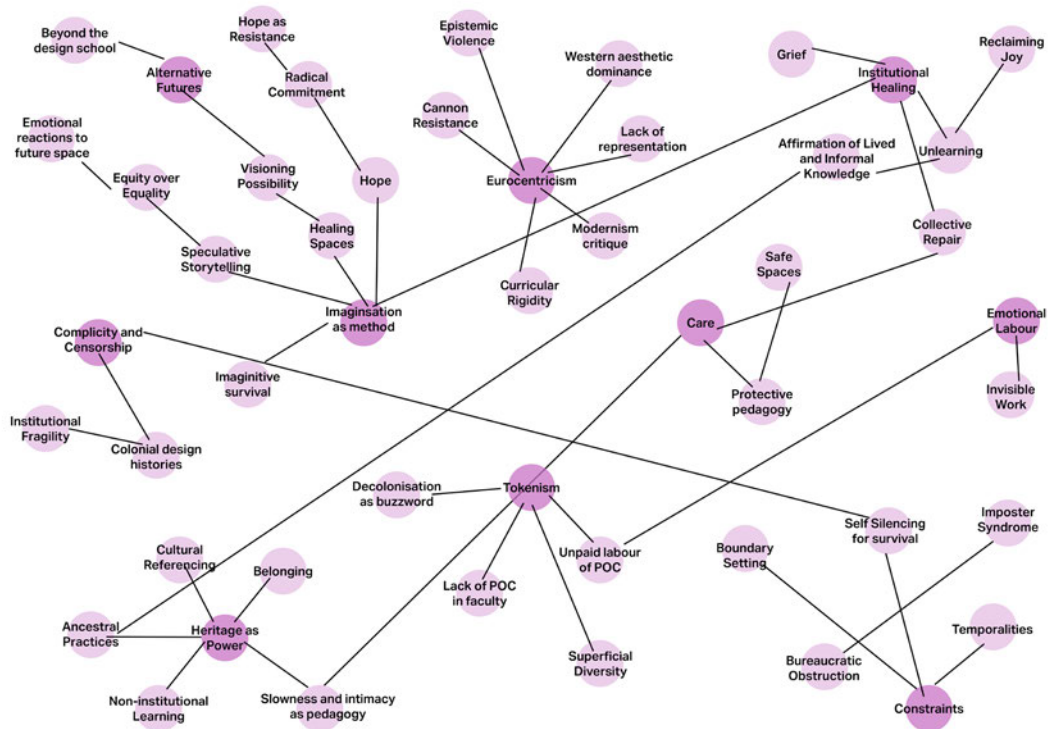 Beyond the
design school
Hope as
Resistance
Epistemic
Violence
Western aesthetic
dominance
Grief
Institutional
Healing
Reclaiming
Joy
Alternative
Futures
Radical
Commitment
Cannon
Resistance
Lack of
representation
Emotional
reactions to
future space
Affirmation of Lived
and Informal
Knowledge
Unlearning
Equity over
Equality
Visioning
Possibility
Hope
Eurocentricism
Healing
Spaces
Modernism
critique
Collective
Repair
Speculative
Storytelling
Safe
Spaces
Curricular
Rigidity
Imaginsation
as method
Complicity and
Censorship
Care
Emotional
Labour
Imaginitive
survival
Protective
pedagogy
Invisible
Work
Institutional
Fragility
Colonial design
histories
Decolonisation
as buzzword
Tokenism
Self Silencing
for survival
Imposter
Syndrome
Cultural
Referencing
Belonging
Unpaid labour
of POC
Boundary
Setting
Lack of POC
in faculty
Ancestral
Practices
Heritage as
Power
Temporalities
Superficial
Diversity
Bureaucratic
Obstruction
Non-institutional
Learning
Slowness and intimacy
as pedagogy
Constraints